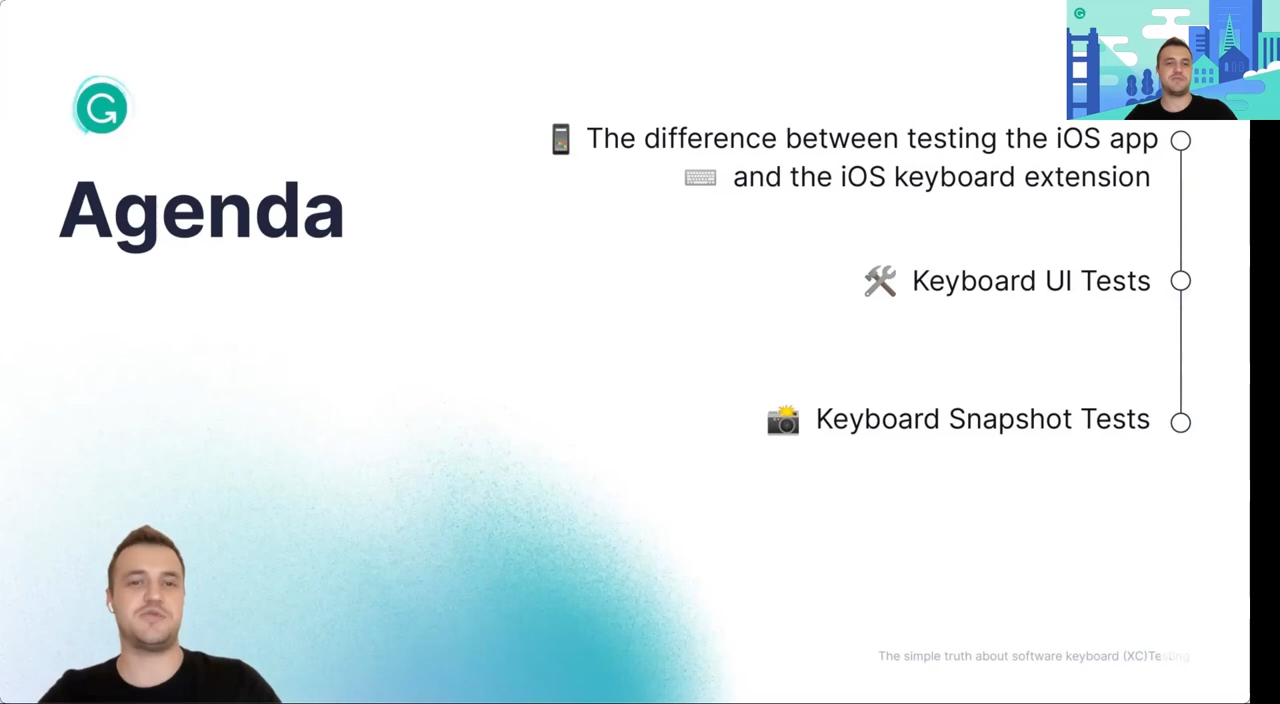 Agenda
The difference between testing the iOS app
and the iOS keyboard extension
Keyboard UI Tests
Keyboard Snapshot Tests
The simple truth about software keyboard (XC)Testing